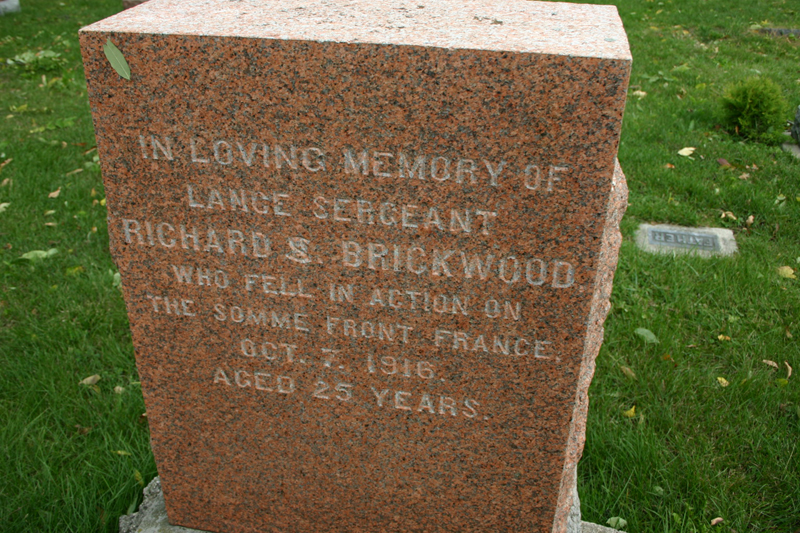 IN LOVING MEMORY OF
LANCE SERGEANT
RICHARD S. BRICKWOOD.
WHO FELL IN ACTION ON
THE SOMME FRONT FRANCE,
OCT. 7. 1916.
AGED 25 YEARS.
FATHER